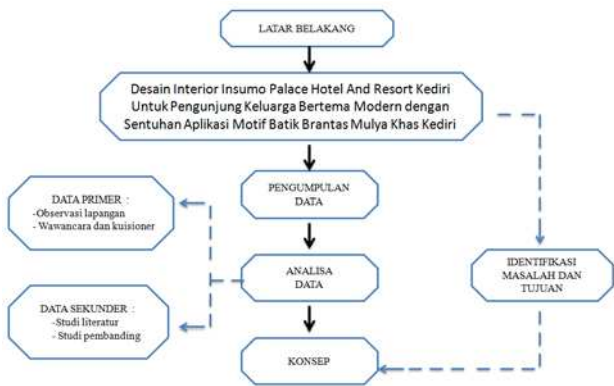 LATAR BELAKANG
Desain Interior Insumo Palace Hotel And Resort Kediri
Untuk Pengunjung Keluarga Bertema Modern dengan
Sentuhan Aplikasi Motif Batik Brantas Mulya Khas Kediri
PENGUMPULAN
DATA
DATA PRIMER :
-Observasi lapangan
- Wawancara dan kuisioner
ANALISA
DATA
IDENTIFIKASI
MASALAH DAN
TUJUAN
DATA SEKUNDER :
-Studi literatur
- Studi pembanding
KONSEP